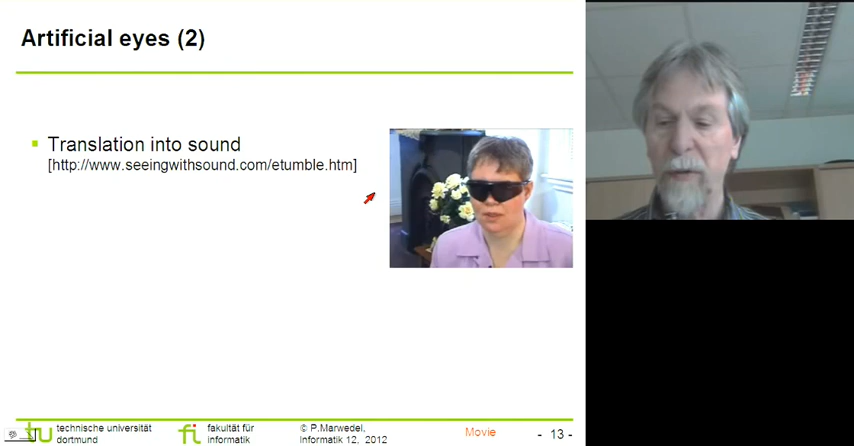 Artificial eyes (2)
Translation into sound
[http://www.seeingwithsound.com/etumble.htm]
technische universität
dortmund
fakultät für
informatik
© P.Marwedel,
Informatik 12, 2012
Movie
- 13 -